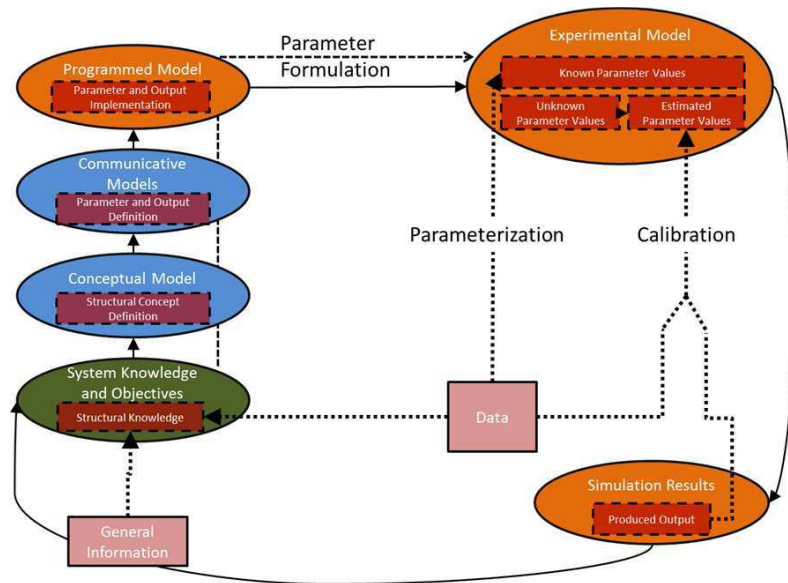 Programmed Model
Parameter and Output
Implementation
Communicative
Models
Parameter and Output
Definition
Conceptual Model
Structural Concept
Definition
System Knowledge
and Objectives
Structural Knowledge
General
Information
Parameter
Formulation
Experimental Model
Known Parameter Values
Unknown
Parameter Values
Estimated
Parameter Values
Parameterization
Calibration
Data
Simulation Results
Produced Output